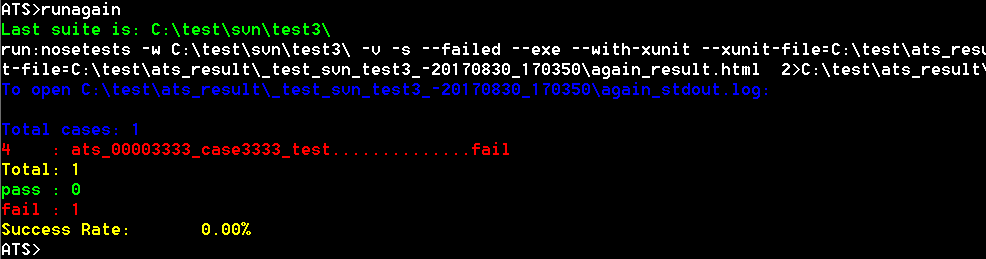 ATS>runagain
Last suite is: C:\test\svn\test3\
run:nosetests -w C:\test\svn\test3\ -v -s --failed --exe --with-xunit --xunit-file=C:\test\ats_resu
t-file=C:\test\ats_result\_test_svn_test3_-20170830_170350\again_result.html  2>C:\test\ats_result\
To open C:\test\ats_result\_test_svn_test3_-20170830_170350\again_stdout.log:
Total cases: 1
4    : ats_00003333_case3333_test..............fail
Total: 1
pass : 0
fail : 1
Success Rate:       0.00%
ATS>